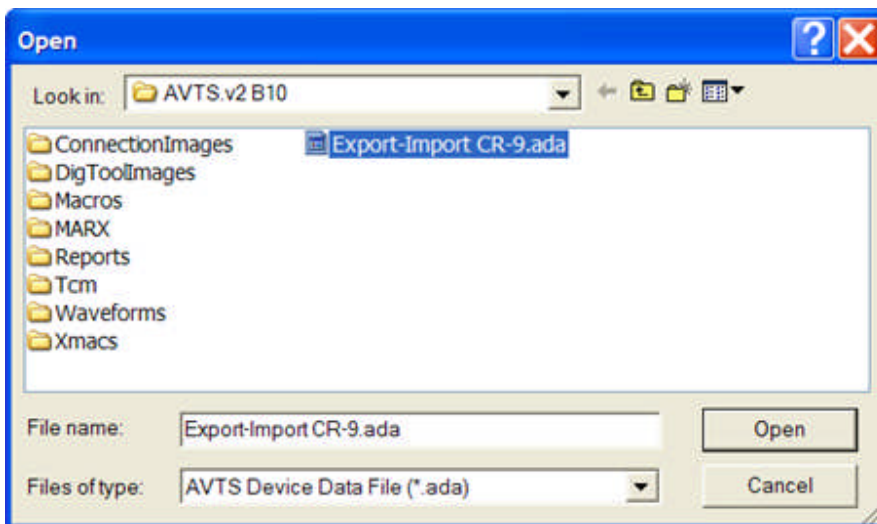 Open
Look in: AVTS.v2 B10
ConnectionImages
DigToolImages
Macros
MARX
Reports
Tcm
Waveforms
Xmacs
Export-Import CR-9.ada
File name: Export-Import CR-9.ada
Open
Files of type: AVTS Device Data File (*.ada)
Cancel